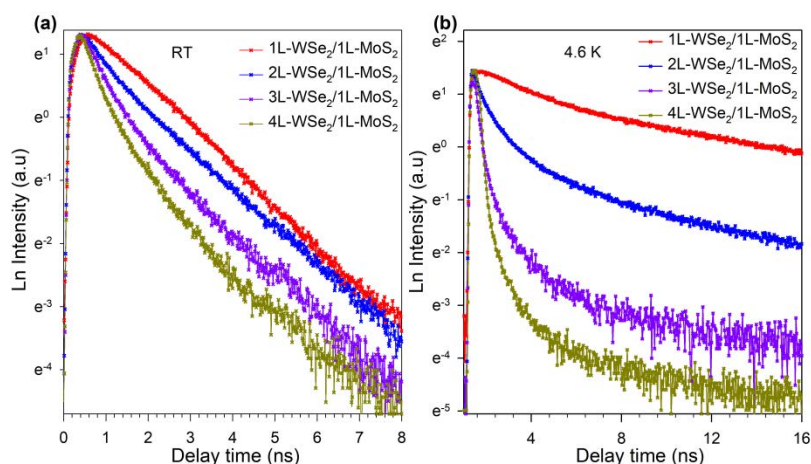 (a)
RT
1L-WSe₂/1L-MoS₂
2L-WSe₂/1L-MoS₂
3L-WSe₂/1L-MoS₂
4L-WSe₂/1L-MoS₂
Ln Intensity (a.u)
e¹
e⁰
e⁻¹
e⁻²
e⁻³
e⁻⁴
0 1 2 3 4 5 6 7 8
Delay time (ns)
(b)
4.6 K
1L-WSe₂/1L-MoS₂
2L-WSe₂/1L-MoS₂
3L-WSe₂/1L-MoS₂
4L-WSe₂/1L-MoS₂
Ln Intensity (a.u)
e²
e¹
e⁰
e⁻¹
e⁻²
e⁻³
e⁻⁴
e⁻⁵
4 8 12 16
Delay time (ns)